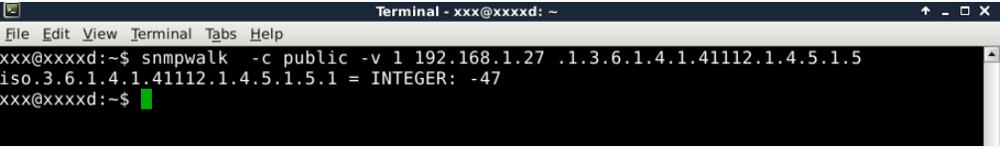 Terminal - xxx@xxxxd: ~
File Edit View Terminal Tabs Help
xxx@xxxxd:~$ snmpwalk  -c public -v 1 192.168.1.27 .1.3.6.1.4.1.41112.1.4.5.1.5
iso.3.6.1.4.1.41112.1.4.5.1.5.1 = INTEGER: -47
xxx@xxxxd:~$